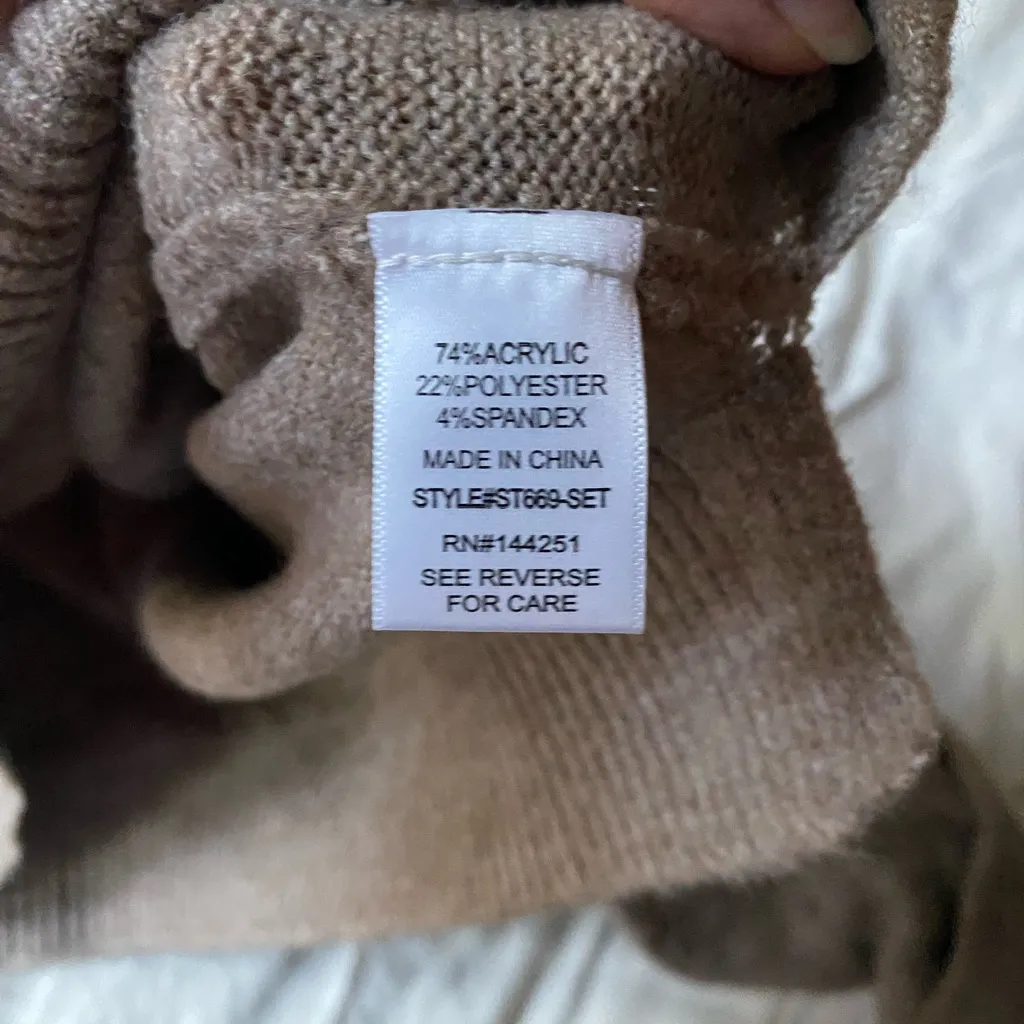 74%ACRYLIC
22%POLYESTER
4%SPANDEX
MADE IN CHINA
STYLE#ST669-SET
RN#144251
SEE REVERSE
FOR CARE